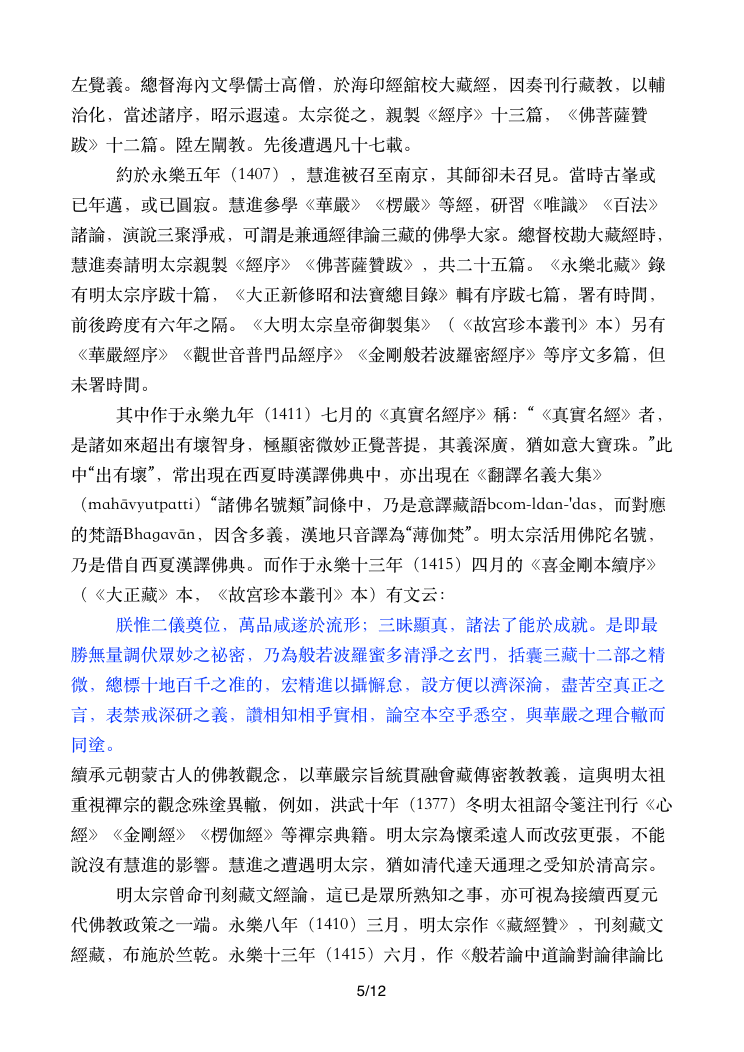 左覺義。總督海內文學儒士高僧，於海印經舘校大藏經，因奏刊行藏教，以輔
治化，當述諸序，昭示遐遠。太宗從之，親製《經序》十三篇，《佛菩薩贊
跋》十二篇。陞左闡教。先後遭遇凡十七載。
約於永樂五年（1407），慧進被召至南京，其師卻未召見。當時古峯或
已年邁，或已圓寂。慧進參學《華嚴》《楞嚴》等經，研習《唯識》《百法》
諸論，演說三聚淨戒，可謂是兼通經律論三藏的佛學大家。總督校勘大藏經時，
慧進奏請明太宗親製《經序》《佛菩薩贊跋》，共二十五篇。《永樂北藏》錄
有明太宗序跋十篇，《大正新修昭和法寶總目錄》輯有序跋七篇，署有時間，
前後跨度有六年之隔。《大明太宗皇帝御製集》（《故宮珍本叢刊》本）另有
《華嚴經序》《觀世音普門品經序》《金剛般若波羅密經序》等序文多篇，但
未署時間。
其中作于永樂九年（1411）七月的《真實名經序》稱：“《真實名經》者，
是諸如來超出有壞智身，極顯密微妙正覺菩提，其義深廣，猶如意大寶珠。”此
中“出有壞”，常出現在西夏時漢譯佛典中，亦出現在《翻譯名義大集》
（mahāvyutpatti）“諸佛名號類”詞條中，乃是意譯藏語bcom-ldan-'das，而對應
的梵語Bhagavān，因含多義，漢地只音譯為“薄伽梵”。明太宗活用佛陀名號，
乃是借自西夏漢譯佛典。而作于永樂十三年（1415）四月的《喜金剛本續序》
（《大正藏》本，《故宮珍本叢刊》本）有文云：
朕惟二儀奠位，萬品咸遂於流形；三昧顯真，諸法了能於成就。是即最
勝無量調伏眾妙之祕密，乃為般若波羅蜜多清淨之玄門，括囊三藏十二部之精
微，總標十地百千之准的，宏精進以攝懈怠，設方便以濟深淪，盡苦空真正之
言，表禁戒深研之義，讚相知相乎實相，論空本空乎悉空，與華嚴之理合轍而
同塗。
續承元朝蒙古人的佛教觀念，以華嚴宗旨統貫融會藏傳密教教義，這與明太祖
重視禪宗的觀念殊塗異轍，例如，洪武十年（1377）冬明太祖詔令箋注刊行《心
經》《金剛經》《楞伽經》等禪宗典籍。明太宗為懷柔遠人而改弦更張，不能
說沒有慧進的影響。慧進之遭遇明太宗，猶如清代達天通理之受知於清高宗。
明太宗曾命刊刻藏文經論，這已是眾所熟知之事，亦可視為接續西夏元
代佛教政策之一端。永樂八年（1410）三月，明太宗作《藏經贊》，刊刻藏文
經藏，布施於竺乾。永樂十三年（1415）六月，作《般若論中道論對論律論比
5/12